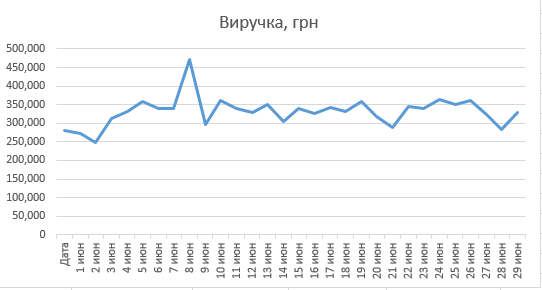 Виручка, грн
500,000
450,000
400,000
350,000
300,000
250,000
200,000
150,000
100,000
50,000
0
Дата
1 июн
2 июн
3 июн
4 июн
5 июн
6 июн
7 июн
8 июн
9 июн
10 июн
11 июн
12 июн
13 июн
14 июн
15 июн
16 июн
17 июн
18 июн
19 июн
20 июн
21 июн
22 июн
23 июн
24 июн
25 июн
26 июн
27 июн
28 июн
29 июн